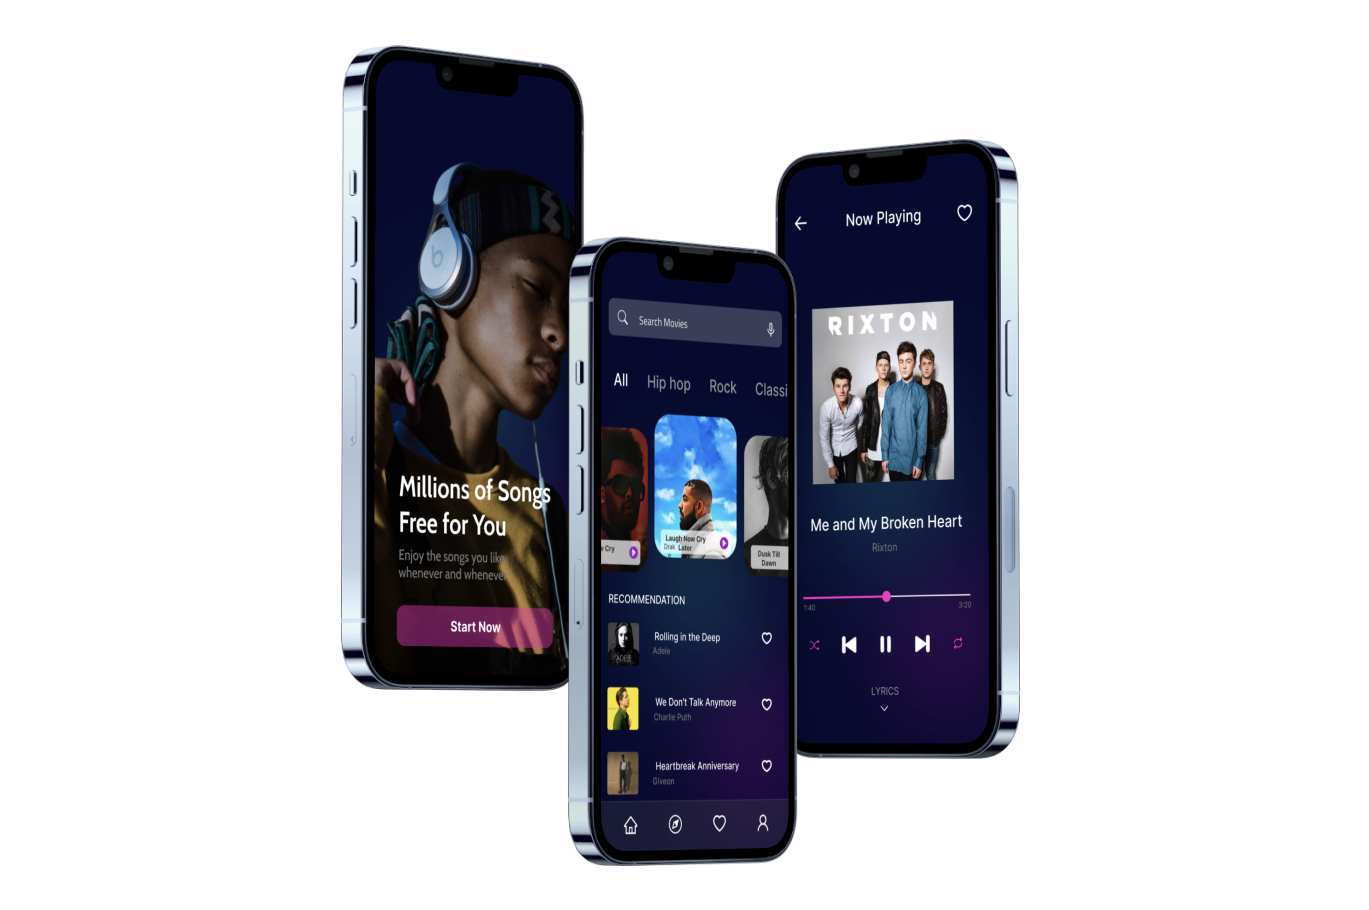 Millions of Songs
Free for You
Enjoy the songs you like
whenever and wheneve
Start Now
Search Movies
All Hip hop Rock Classi
w Cry
Laugh Now Cry
Drak Later
Dusk Till
Dawn
RECOMMENDATION
Rolling in the Deep
Adele
ADELE
We Don't Talk Anymore
Charlie Puth
Heartbreak Anniversary
Giveon
Now Playing
RIXTON
Me and My Broken Heart
Rixton
1:40 3:20
LYRICS